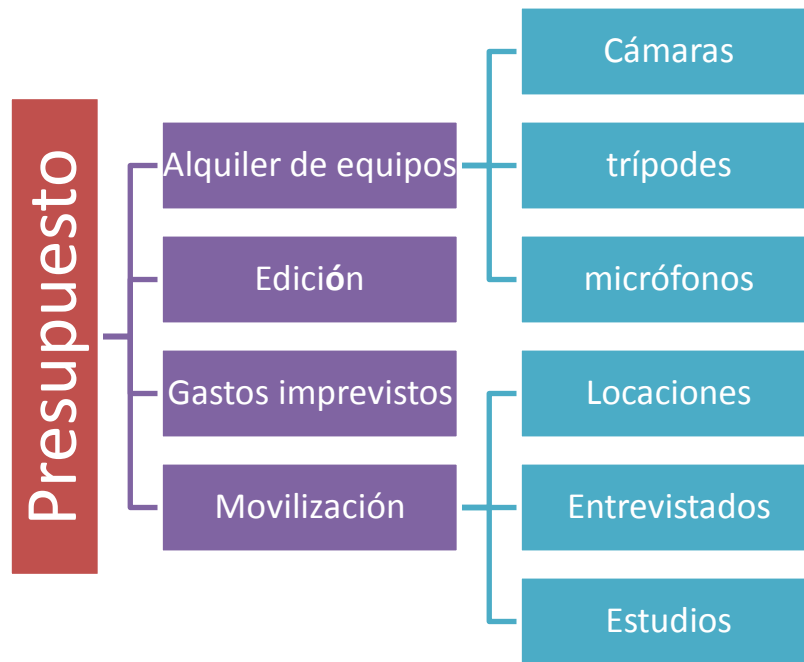 Presupuesto
Alquiler de equipos
Cámaras
trípodes
micrófonos
Edición
Gastos imprevistos
Movilización
Locaciones
Entrevistados
Estudios